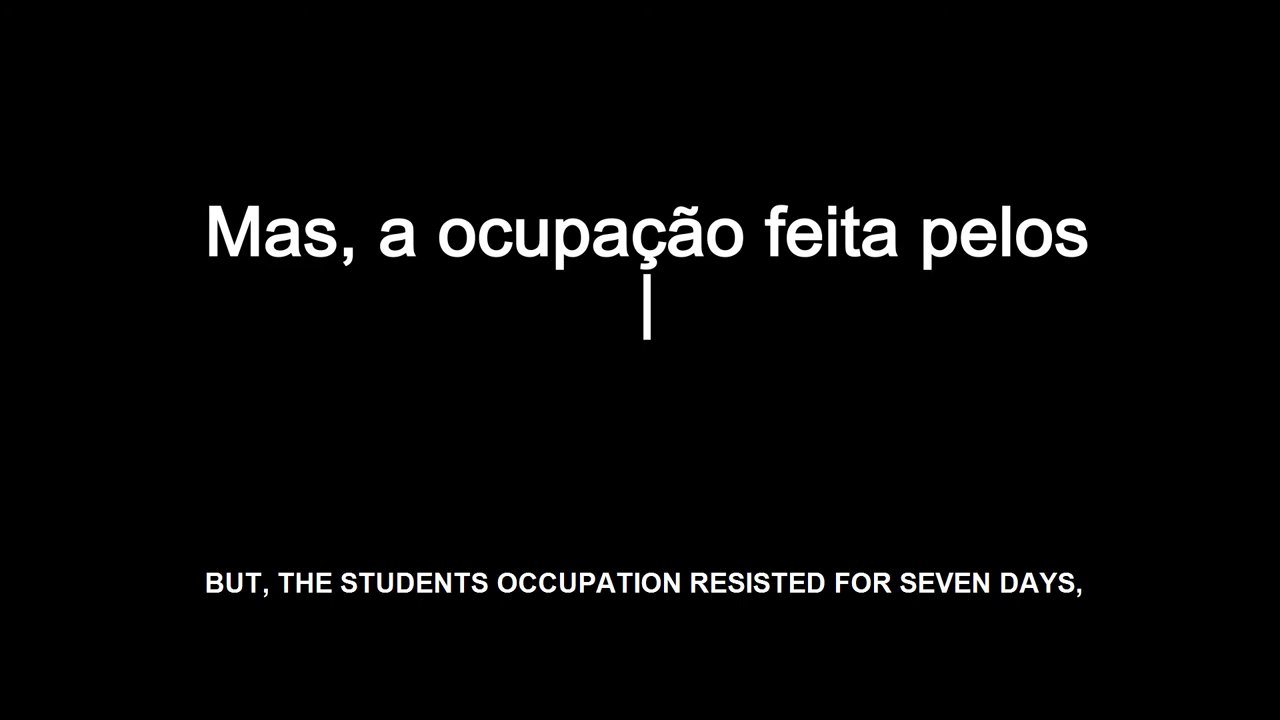 Mas, a ocupação feita pelos
BUT, THE STUDENTS OCCUPATION RESISTED FOR SEVEN DAYS,